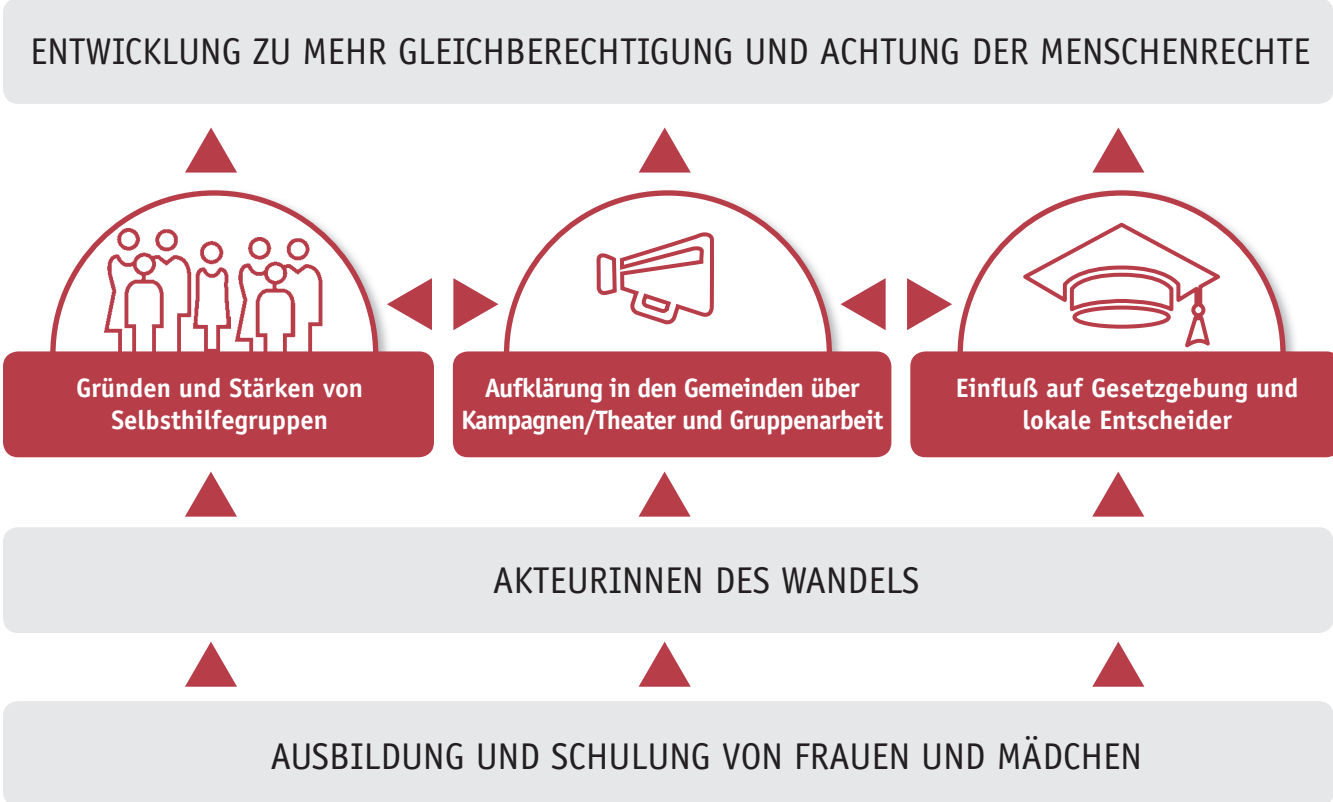 ENTWICKLUNG ZU MEHR GLEICHBERECHTIGUNG UND ACHTUNG DER MENSCHENRECHTE
Gründen und Stärken von
Selbsthilfegruppen
Aufklärung in den Gemeinden über
Kampagnen/Theater und Gruppenarbeit
Einfluß auf Gesetzgebung und
lokale Entscheider
AKTEURINNEN DES WANDELS
AUSBILDUNG UND SCHULUNG VON FRAUEN UND MÄDCHEN